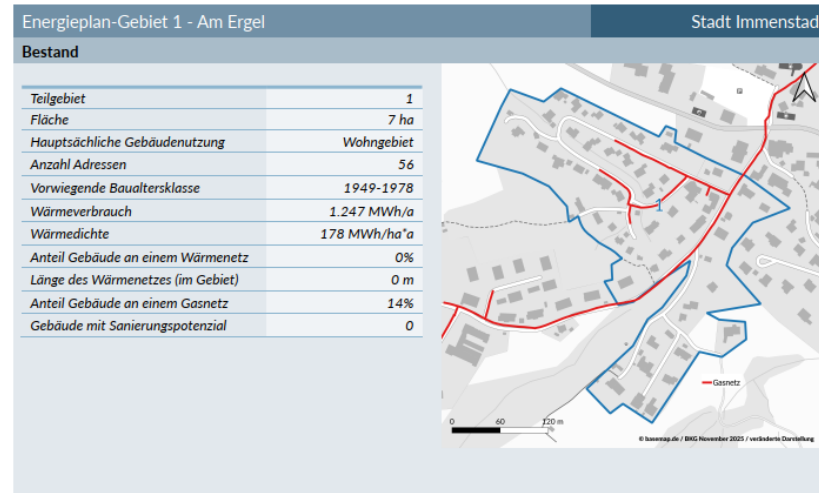 Energieplan-Gebiet 1 - Am Ergel
Stadt Immenstad
Bestand
Teilgebiet 1
Fläche 7 ha
Hauptsächliche Gebäudenutzung Wohngebiet
Anzahl Adressen 56
Vorwiegende Baualtersklasse 1949-1978
Wärmeverbrauch 1.247 MWh/a
Wärmedichte 178 MWh/ha*a
Anteil Gebäude an einem Wärmenetz 0%
Länge des Wärmenetzes (im Gebiet) 0 m
Anteil Gebäude an einem Gasnetz 14%
Gebäude mit Sanierungspotenzial 0
1
Gasnetz
0 60 120 m
© basemap.de / BKG November 2025 / veränderte Darstellung